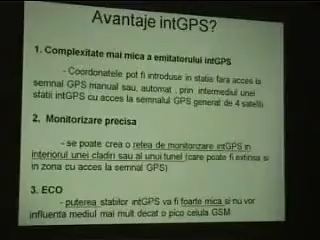 Avantaje intGPS?
1. Complexitate mai mica a emitatorului intGPS
- Coordonatele pot fi introduse in statie fara acces la
semnal GPS manual sau, automat , prin intermediul unei
statii intGPS cu acces la semnalul GPS generat de 4 sateliti
2. Monitorizare precisa
- se poate crea o retea de monitorizare intGPS in
interiorul unei cladiri sau al unui tunel (care poate fi extinsa si
in zona cu acces la semnal GPS)
3. ECO
- puterea statiilor intGPS va fi foarte mica si nu vor
influenta mediul mai mult decat o pico celula GSM